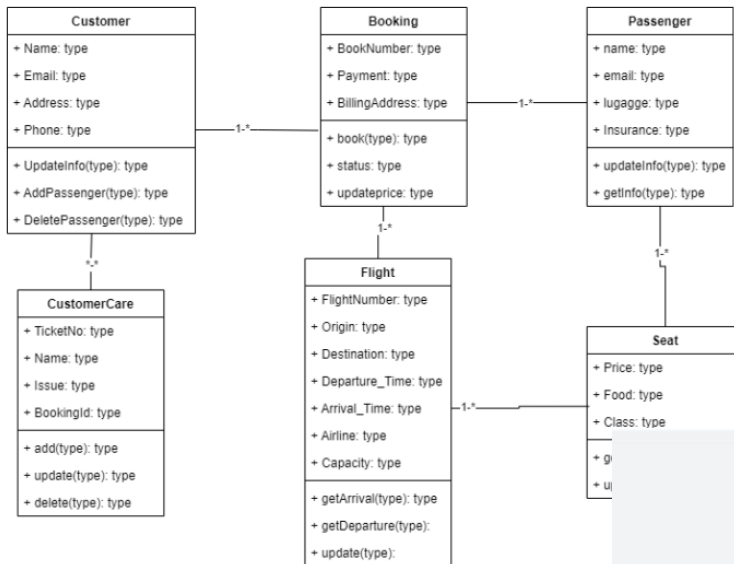 Customer
+ Name: type
+ Email: type
+ Address: type
+ Phone: type
+ UpdateInfo(type): type
+ AddPassenger(type): type
+ DeletePassenger(type): type
1-*
Booking
+ BookNumber: type
+ Payment: type
+ BillingAddress: type
+ book(type): type
+ status: type
+ updateprice: type
1-*
Passenger
+ name: type
+ email: type
+ lugagge: type
+ Insurance: type
+ updateInfo(type): type
+ getInfo(type): type
*-*
1-*
1-*
CustomerCare
+ TicketNo: type
+ Name: type
+ Issue: type
+ BookingId: type
+ add(type): type
+ update(type): type
+ delete(type): type
Flight
+ FlightNumber: type
+ Origin: type
+ Destination: type
+ Departure_Time: type
+ Arrival_Time: type
+ Airline: type
+ Capacity: type
+ getArrival(type): type
+ getDeparture(type):
+ update(type):
1-*
Seat
+ Price: type
+ Food: type
+ Class: type